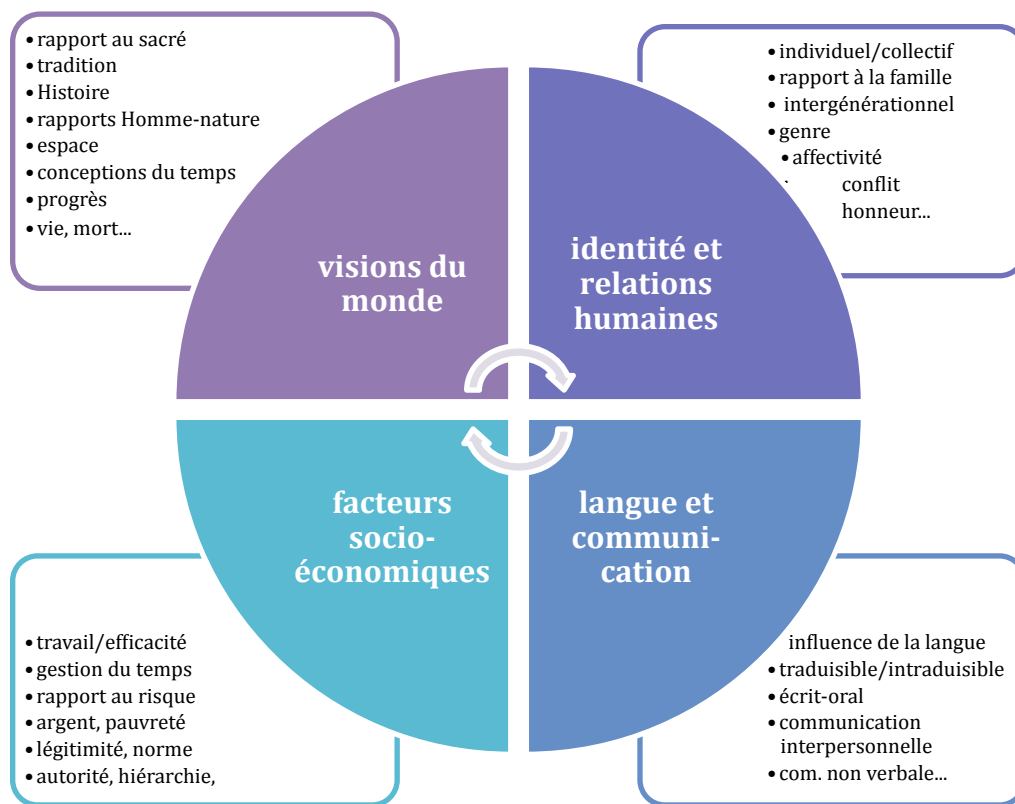 • rapport au sacré
• tradition
• Histoire
• rapports Homme-nature
• espace
• conceptions du temps
• progrès
• vie, mort...
• individuel/collectif
• rapport à la famille
• intergénérationnel
• genre
• affectivité
conflit
honneur...
visions du
monde
identité et
relations
humaines
facteurs
socio-
économiques
langue et
communi-
cation
• travail/efficacité
• gestion du temps
• rapport au risque
• argent, pauvreté
• légitimité, norme
• autorité, hiérarchie,
influence de la langue
• traduisible/intraduisible
• écrit-oral
• communication
interpersonnelle
• com. non verbale...